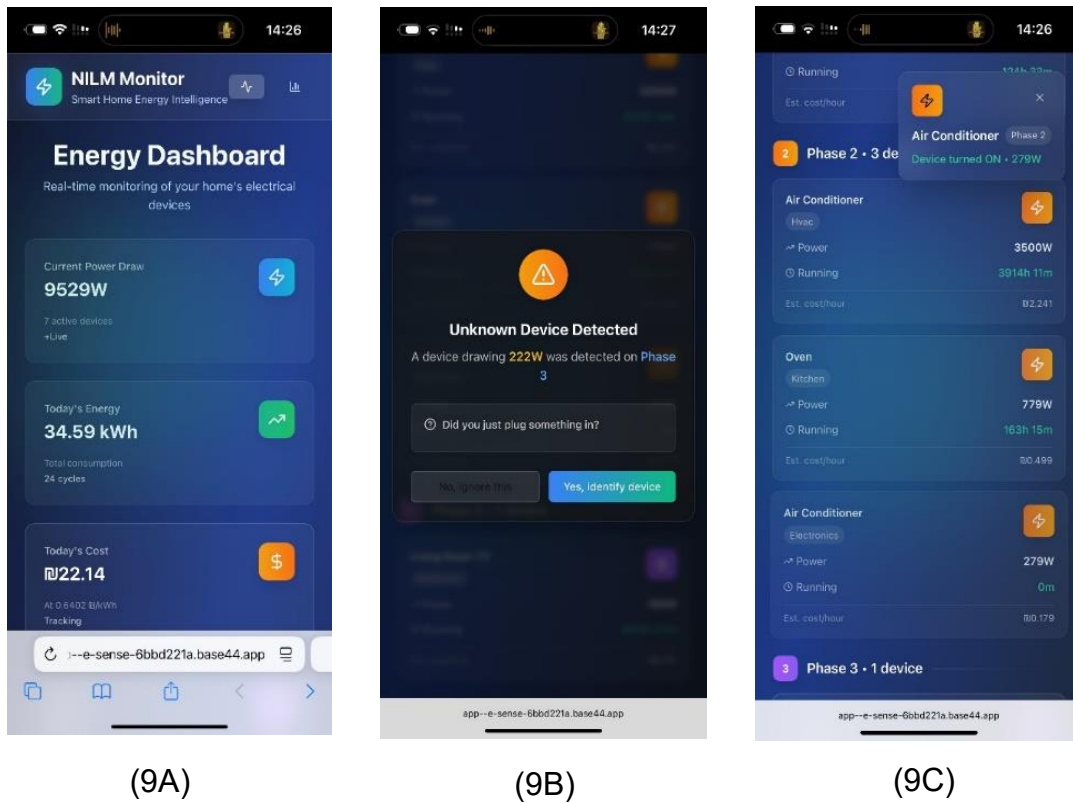 14:26
NILM Monitor
Smart Home Energy Intelligence
Energy Dashboard
Real-time monitoring of your home's electrical
devices
Current Power Draw
9529W
7 active devices
+Live
Today's Energy
34.59 kWh
Total consumption
24 cycles
Today's Cost
₪22.14
At 0.6402 ₪/kWh
Tracking
--e-sense-6bbd221a.base44.app
(9A)
14:27
Unknown Device Detected
A device drawing 222W was detected on Phase
3
Did you just plug something in?
No, ignore this
Yes, identify device
app--e-sense-6bbd221a.base44.app
(9B)
14:26
Running
Est. cost/hour
Air Conditioner Phase 2
Device turned ON • 279W
2 Phase 2 • 3 de
Air Conditioner
Hvac
Power 3500W
Running 3914h 11m
Est. cost/hour ₪2.241
Oven
Kitchen
Power 779W
Running 163h 15m
Est. cost/hour ₪0.499
Air Conditioner
Electronics
Power 279W
Running 0m
Est. cost/hour ₪0.179
3 Phase 3 • 1 device
app--e-sense-6bbd221a.base44.app
(9C)